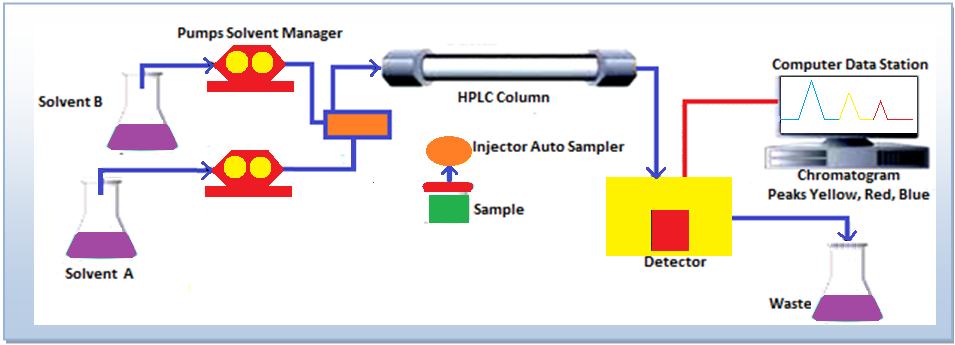 Pumps Solvent Manager
Computer Data Station
Solvent B
HPLC Column
Injector Auto Sampler
Chromatogram
Peaks Yellow, Red, Blue
Sample
Detector
Solvent A
Waste